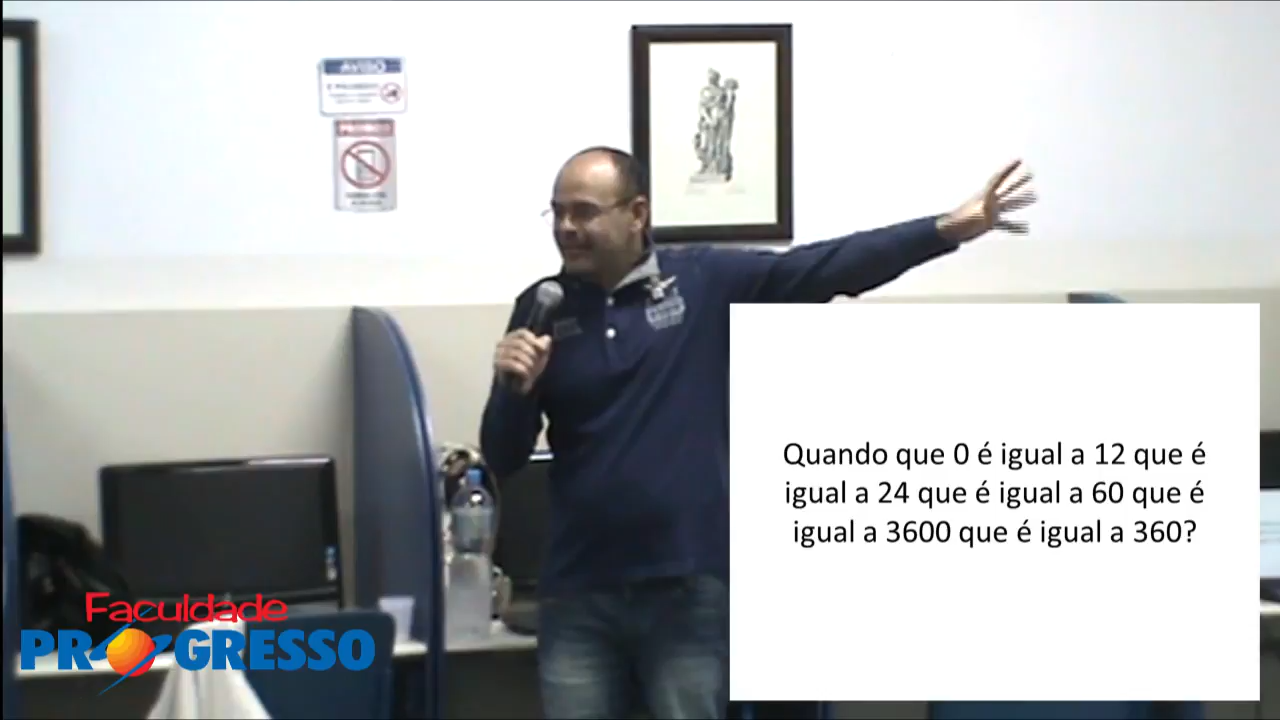 AVISO
Quando que 0 é igual a 12 que é
igual a 24 que é igual a 60 que é
igual a 3600 que é igual a 360?
Faculdade
PROGRESSO